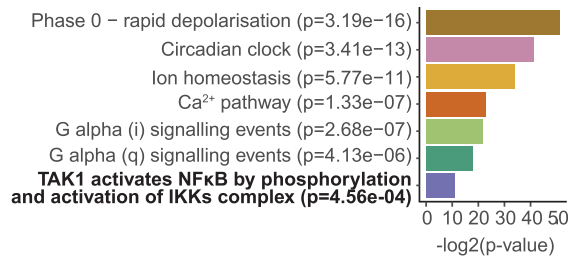 Phase 0 − rapid depolarisation (p=3.19e−16)
Circadian clock (p=3.41e−13)
Ion homeostasis (p=5.77e−11)
Ca²⁺ pathway (p=1.33e−07)
G alpha (i) signalling events (p=2.68e−07)
G alpha (q) signalling events (p=4.13e−06)
TAK1 activates NFκB by phosphorylation
and activation of IKKs complex (p=4.56e-04)
0 10 20 30 40 50
-log2(p-value)